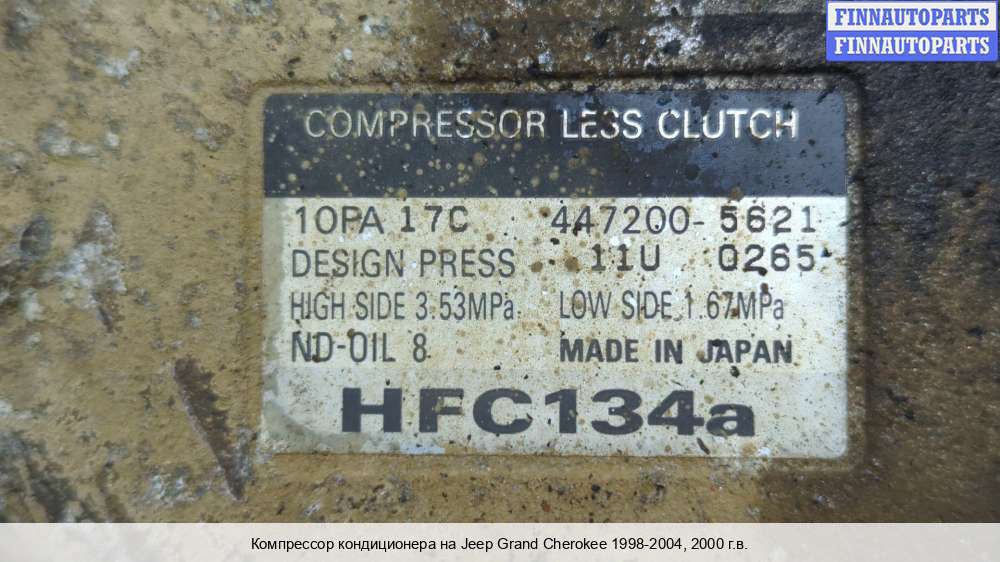 FINNAUTOPARTS
FINNAUTOPARTS
COMPRESSOR LESS CLUTCH
10PA 17C 447200-5621
DESIGN PRESS 11U 0265
HIGH SIDE 3.53MPa LOW SIDE 1.67MPa
ND-OIL 8 MADE IN JAPAN
HFC134a
Компрессор кондиционера на Jeep Grand Cherokee 1998-2004, 2000 г.в.